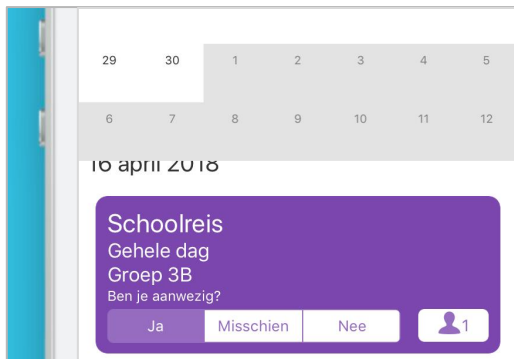 29 30 1 2 3 4 5
6 7 8 9 10 11 12
16 april 2018
Schoolreis
Gehele dag
Groep 3B
Ben je aanwezig?
Ja Misschien Nee 1